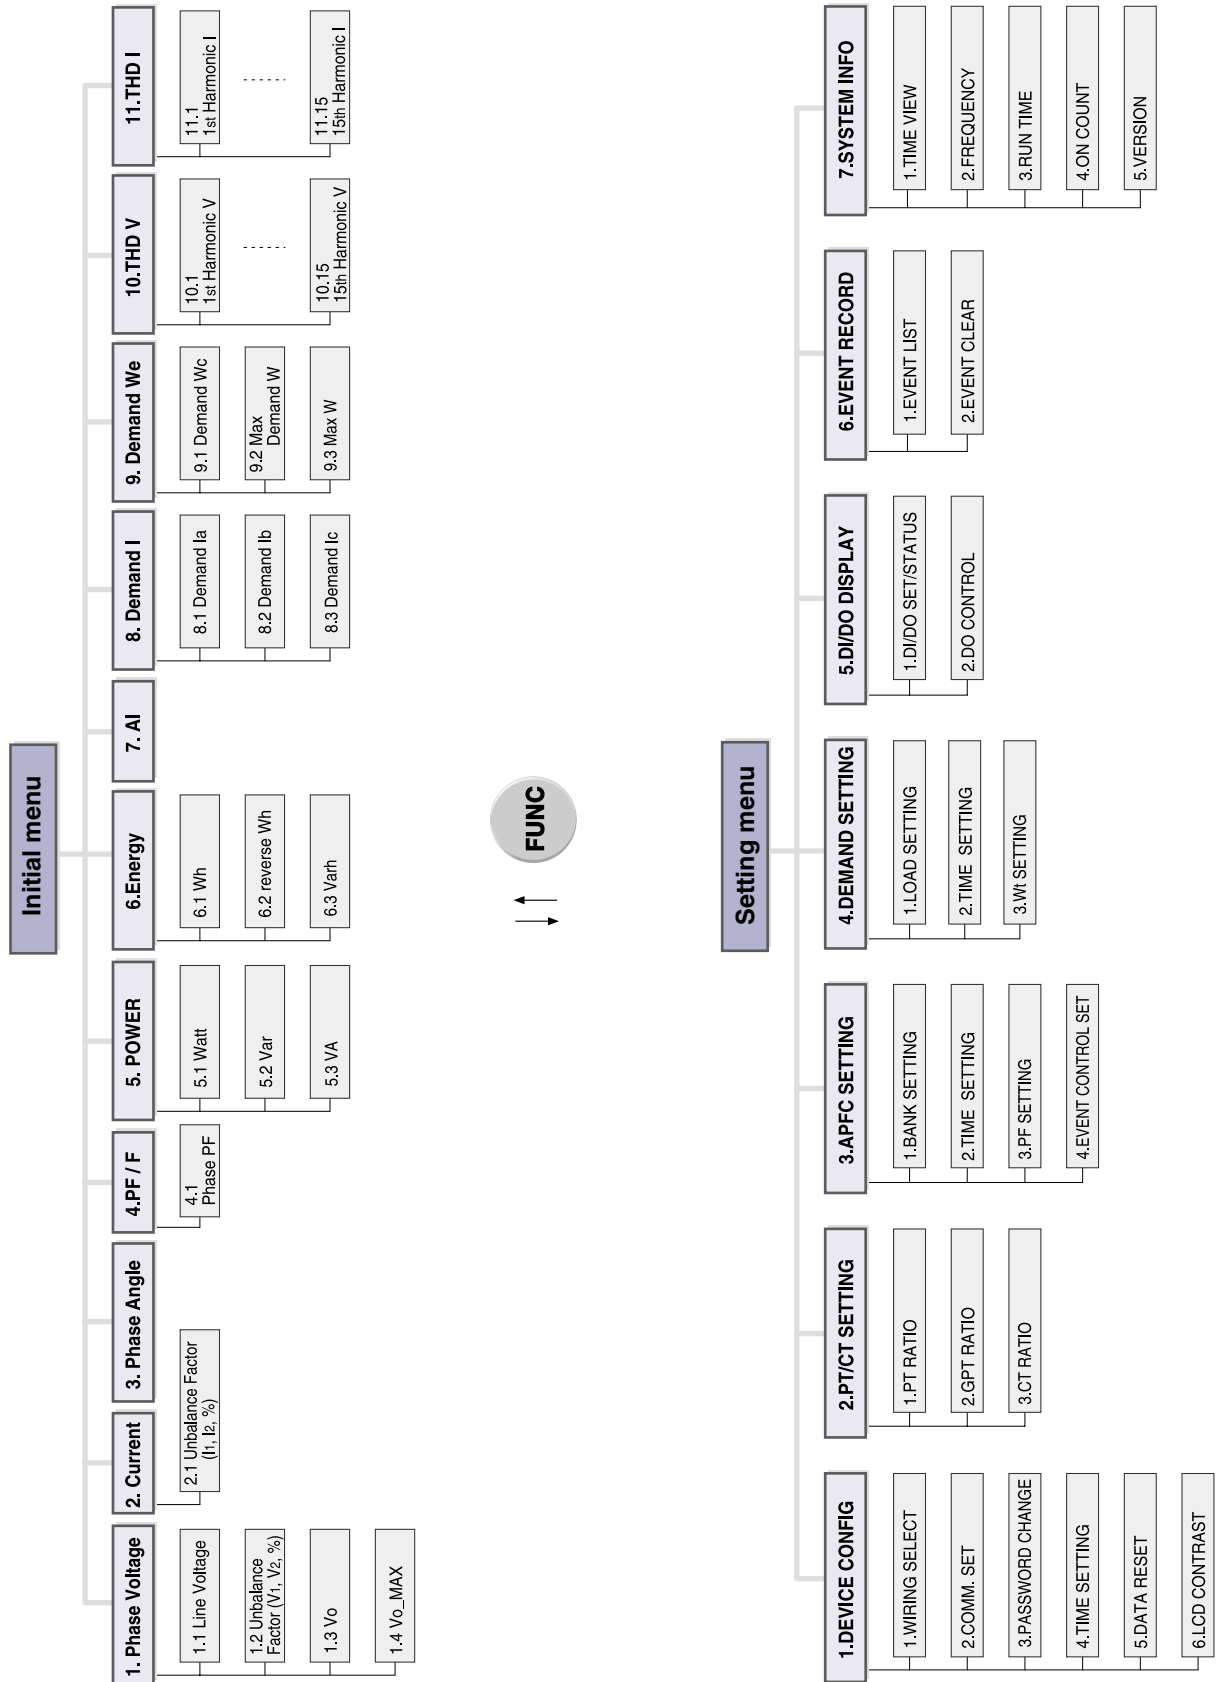 Initial menu
1. Phase Voltage
1.1 Line Voltage
1.2 Unbalance
Factor (V1, V2, %)
1.3 Vo
1.4 Vo_MAX
2. Current
2.1 Unbalance Factor
(I1, I2, %)
3. Phase Angle
4.PF / F
4.1
Phase PF
5. POWER
5.1 Watt
5.2 Var
5.3 VA
6.Energy
6.1 Wh
6.2 reverse Wh
6.3 Varh
7. AI
8. Demand I
8.1 Demand Ia
8.2 Demand Ib
8.3 Demand Ic
9. Demand We
9.1 Demand Wc
9.2 Max
Demand W
9.3 Max W
10.THD V
10.1
1st Harmonic V
10.15
15th Harmonic V
11.THD I
11.1
1st Harmonic I
11.15
15th Harmonic I
FUNC
Setting menu
1.DEVICE CONFIG
1.WIRING SELECT
2.COMM. SET
3.PASSWORD CHANGE
4.TIME SETTING
5.DATA RESET
6.LCD CONTRAST
2.PT/CT SETTING
1.PT RATIO
2.GPT RATIO
3.CT RATIO
3.APFC SETTING
1.BANK SETTING
2.TIME SETTING
3.PF SETTING
4.EVENT CONTROL SET
4.DEMAND SETTING
1.LOAD SETTING
2.TIME SETTING
3.Wt SETTING
5.DI/DO DISPLAY
1.DI/DO SET/STATUS
2.DO CONTROL
6.EVENT RECORD
1.EVENT LIST
2.EVENT CLEAR
7.SYSTEM INFO
1.TIME VIEW
2.FREQUENCY
3.RUN TIME
4.ON COUNT
5.VERSION